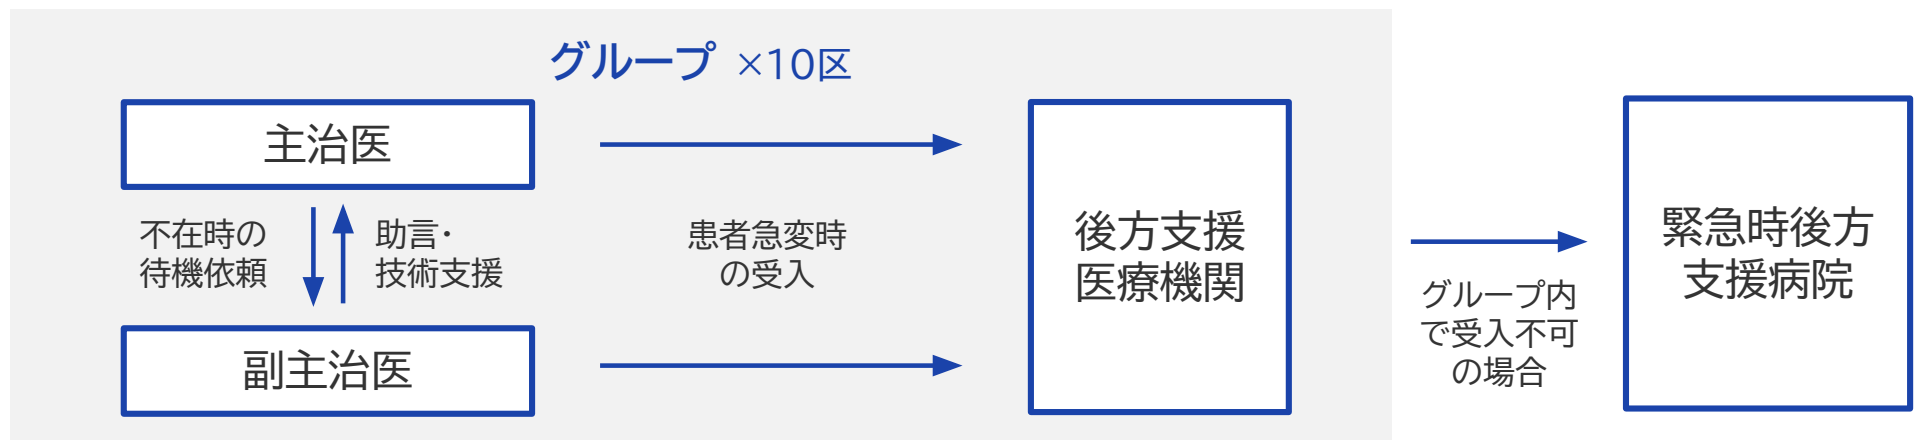 グループ ×10区
主治医
不在時の
待機依頼
助言・
技術支援
副主治医
患者急変時
の受入
後方支援
医療機関
グループ内
で受入不可
の場合
緊急時後方
支援病院